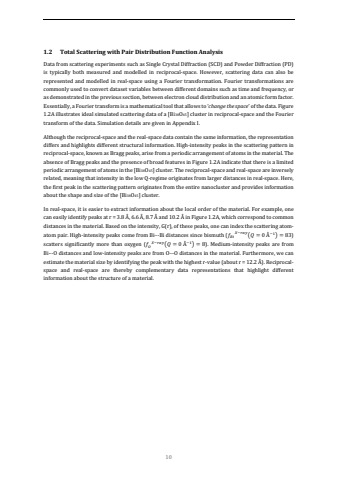 1.2 Total Scattering with Pair Distribution Function Analysis
Data from scattering experiments such as Single Crystal Diffraction (SCD) and Powder Diffraction (PD)
is typically both measured and modelled in reciprocal-space. However, scattering data can also be
represented and modelled in real-space using a Fourier transformation. Fourier transformations are
commonly used to convert dataset variables between different domains such as time and frequency, or
as demonstrated in the previous section, between electron cloud distribution and an atomic form factor.
Essentially, a Fourier transform is a mathematical tool that allows to 'change the space' of the data. Figure
1.2A illustrates ideal simulated scattering data of a [Bi₃₈O₄₅] cluster in reciprocal-space and the Fourier
transform of the data. Simulation details are given in Appendix I.
Although the reciprocal-space and the real-space data contain the same information, the representation
differs and highlights different structural information. High-intensity peaks in the scattering pattern in
reciprocal-space, known as Bragg peaks, arise from a periodic arrangement of atoms in the material. The
absence of Bragg peaks and the presence of broad features in Figure 1.2A indicate that there is a limited
periodic arrangement of atoms in the [Bi₃₈O₄₅] cluster. The reciprocal-space and real-space are inversely
related, meaning that intensity in the low Q-regime originates from larger distances in real-space. Here,
the first peak in the scattering pattern originates from the entire nanocluster and provides information
about the shape and size of the [Bi₃₈O₄₅] cluster.
In real-space, it is easier to extract information about the local order of the material. For example, one
can easily identify peaks at r = 3.8 Å, 6.6 Å, 8.7 Å and 10.2 Å in Figure 1.2A, which correspond to common
distances in the material. Based on the intensity, G(r), of these peaks, one can index the scattering atom-
atom pair. High-intensity peaks come from Bi—Bi distances since bismuth (f_Bi^X-ray(Q = 0 Å⁻¹) = 83)
scatters significantly more than oxygen (f_O^X-ray(Q = 0 Å⁻¹) = 8). Medium-intensity peaks are from
Bi—O distances and low-intensity peaks are from O—O distances in the material. Furthermore, we can
estimate the material size by identifying the peak with the highest r-value (about r = 12.2 Å). Reciprocal-
space and real-space are thereby complementary data representations that highlight different
information about the structure of a material.
10